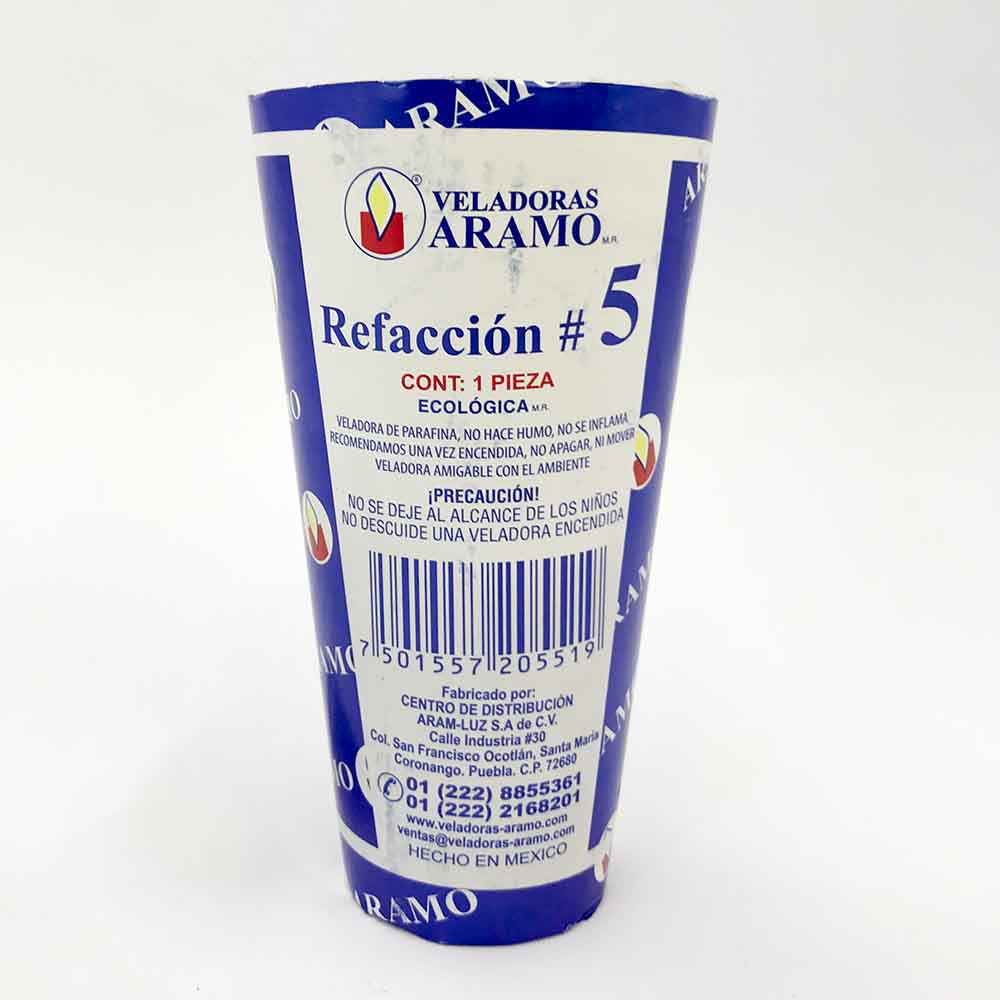 ARAMO
VELADORAS
ARAMO M.R.
Refacción # 5
CONT: 1 PIEZA
ECOLÓGICA M.R.
VELADORA DE PARAFINA, NO HACE HUMO, NO SE INFLAMA
RECOMENDAMOS UNA VEZ ENCENDIDA, NO APAGAR, NI MOVER
VELADORA AMIGABLE CON EL AMBIENTE
¡PRECAUCIÓN!
NO SE DEJE AL ALCANCE DE LOS NIÑOS
NO DESCUIDE UNA VELADORA ENCENDIDA
7 501557 205519
Fabricado por:
CENTRO DE DISTRIBUCIÓN
ARAM-LUZ S.A de C.V.
Calle Industria #30
Col. San Francisco Ocotlán, Santa María
Coronango. Puebla. C.P. 72680
01 (222) 8855361
01 (222) 2168201
www.veladoras-aramo.com
ventas@veladoras-aramo.com
HECHO EN MEXICO
ARAMO